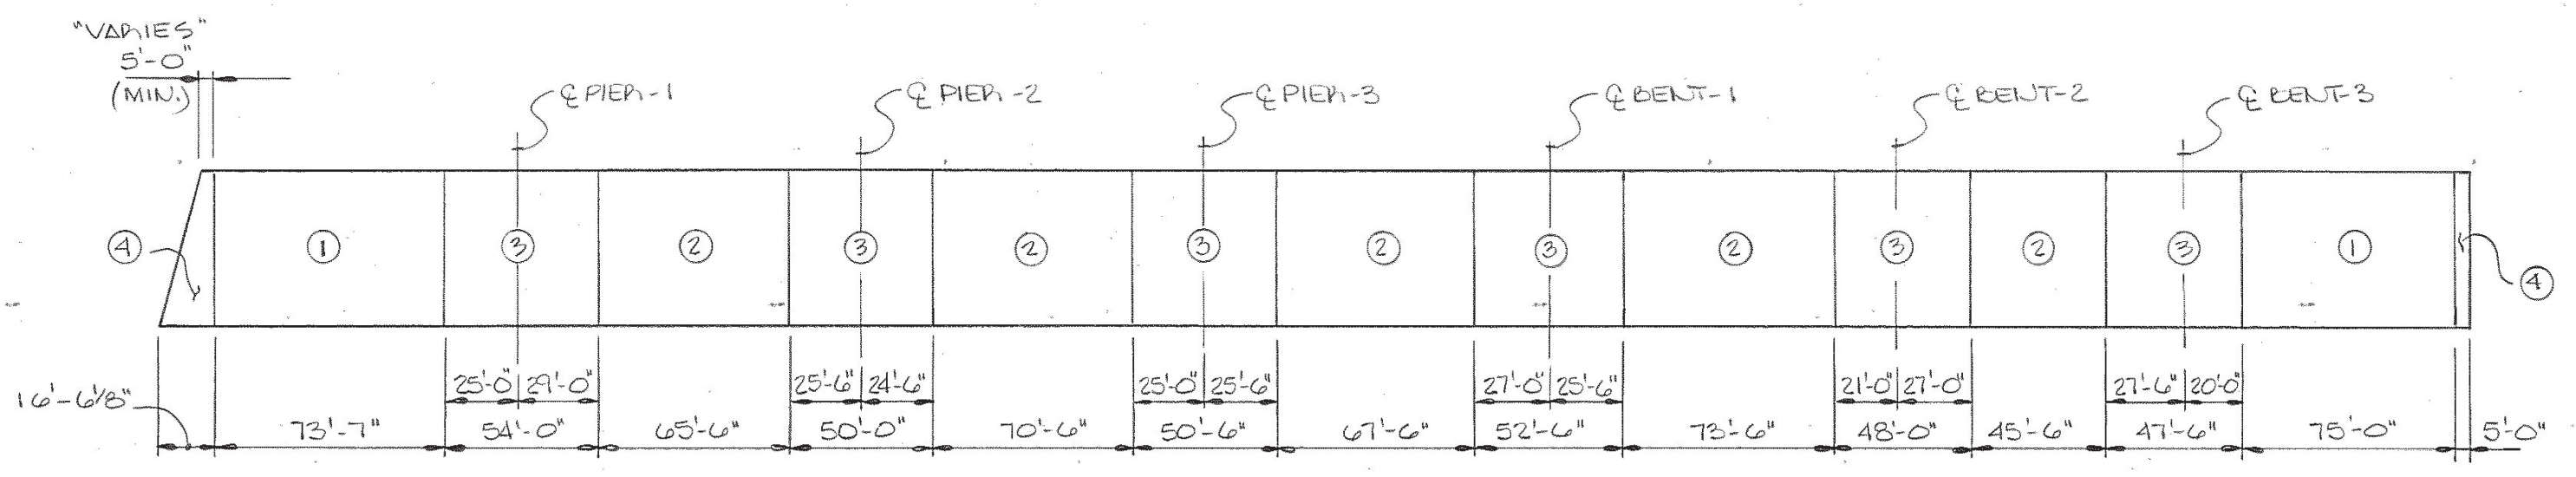 "VARIES"
5'-0"
(MIN.)
℄ PIER-1
℄ PIER-2
℄ PIER-3
℄ BENT-1
℄ BENT-2
℄ BENT-3
4 1 3 2 3 2 3 2 3 2 3 2 3 1 4
25'-0" 29'-0" 25'-6" 24'-6" 25'-0" 25'-6" 27'-0" 25'-6" 21'-0" 27'-0" 27'-6" 20'-0"
16'-6 1/8" 73'-7" 54'-0" 65'-6" 50'-0" 70'-6" 50'-6" 67'-6" 52'-6" 73'-6" 48'-0" 45'-6" 47'-6" 75'-0" 5'-0"